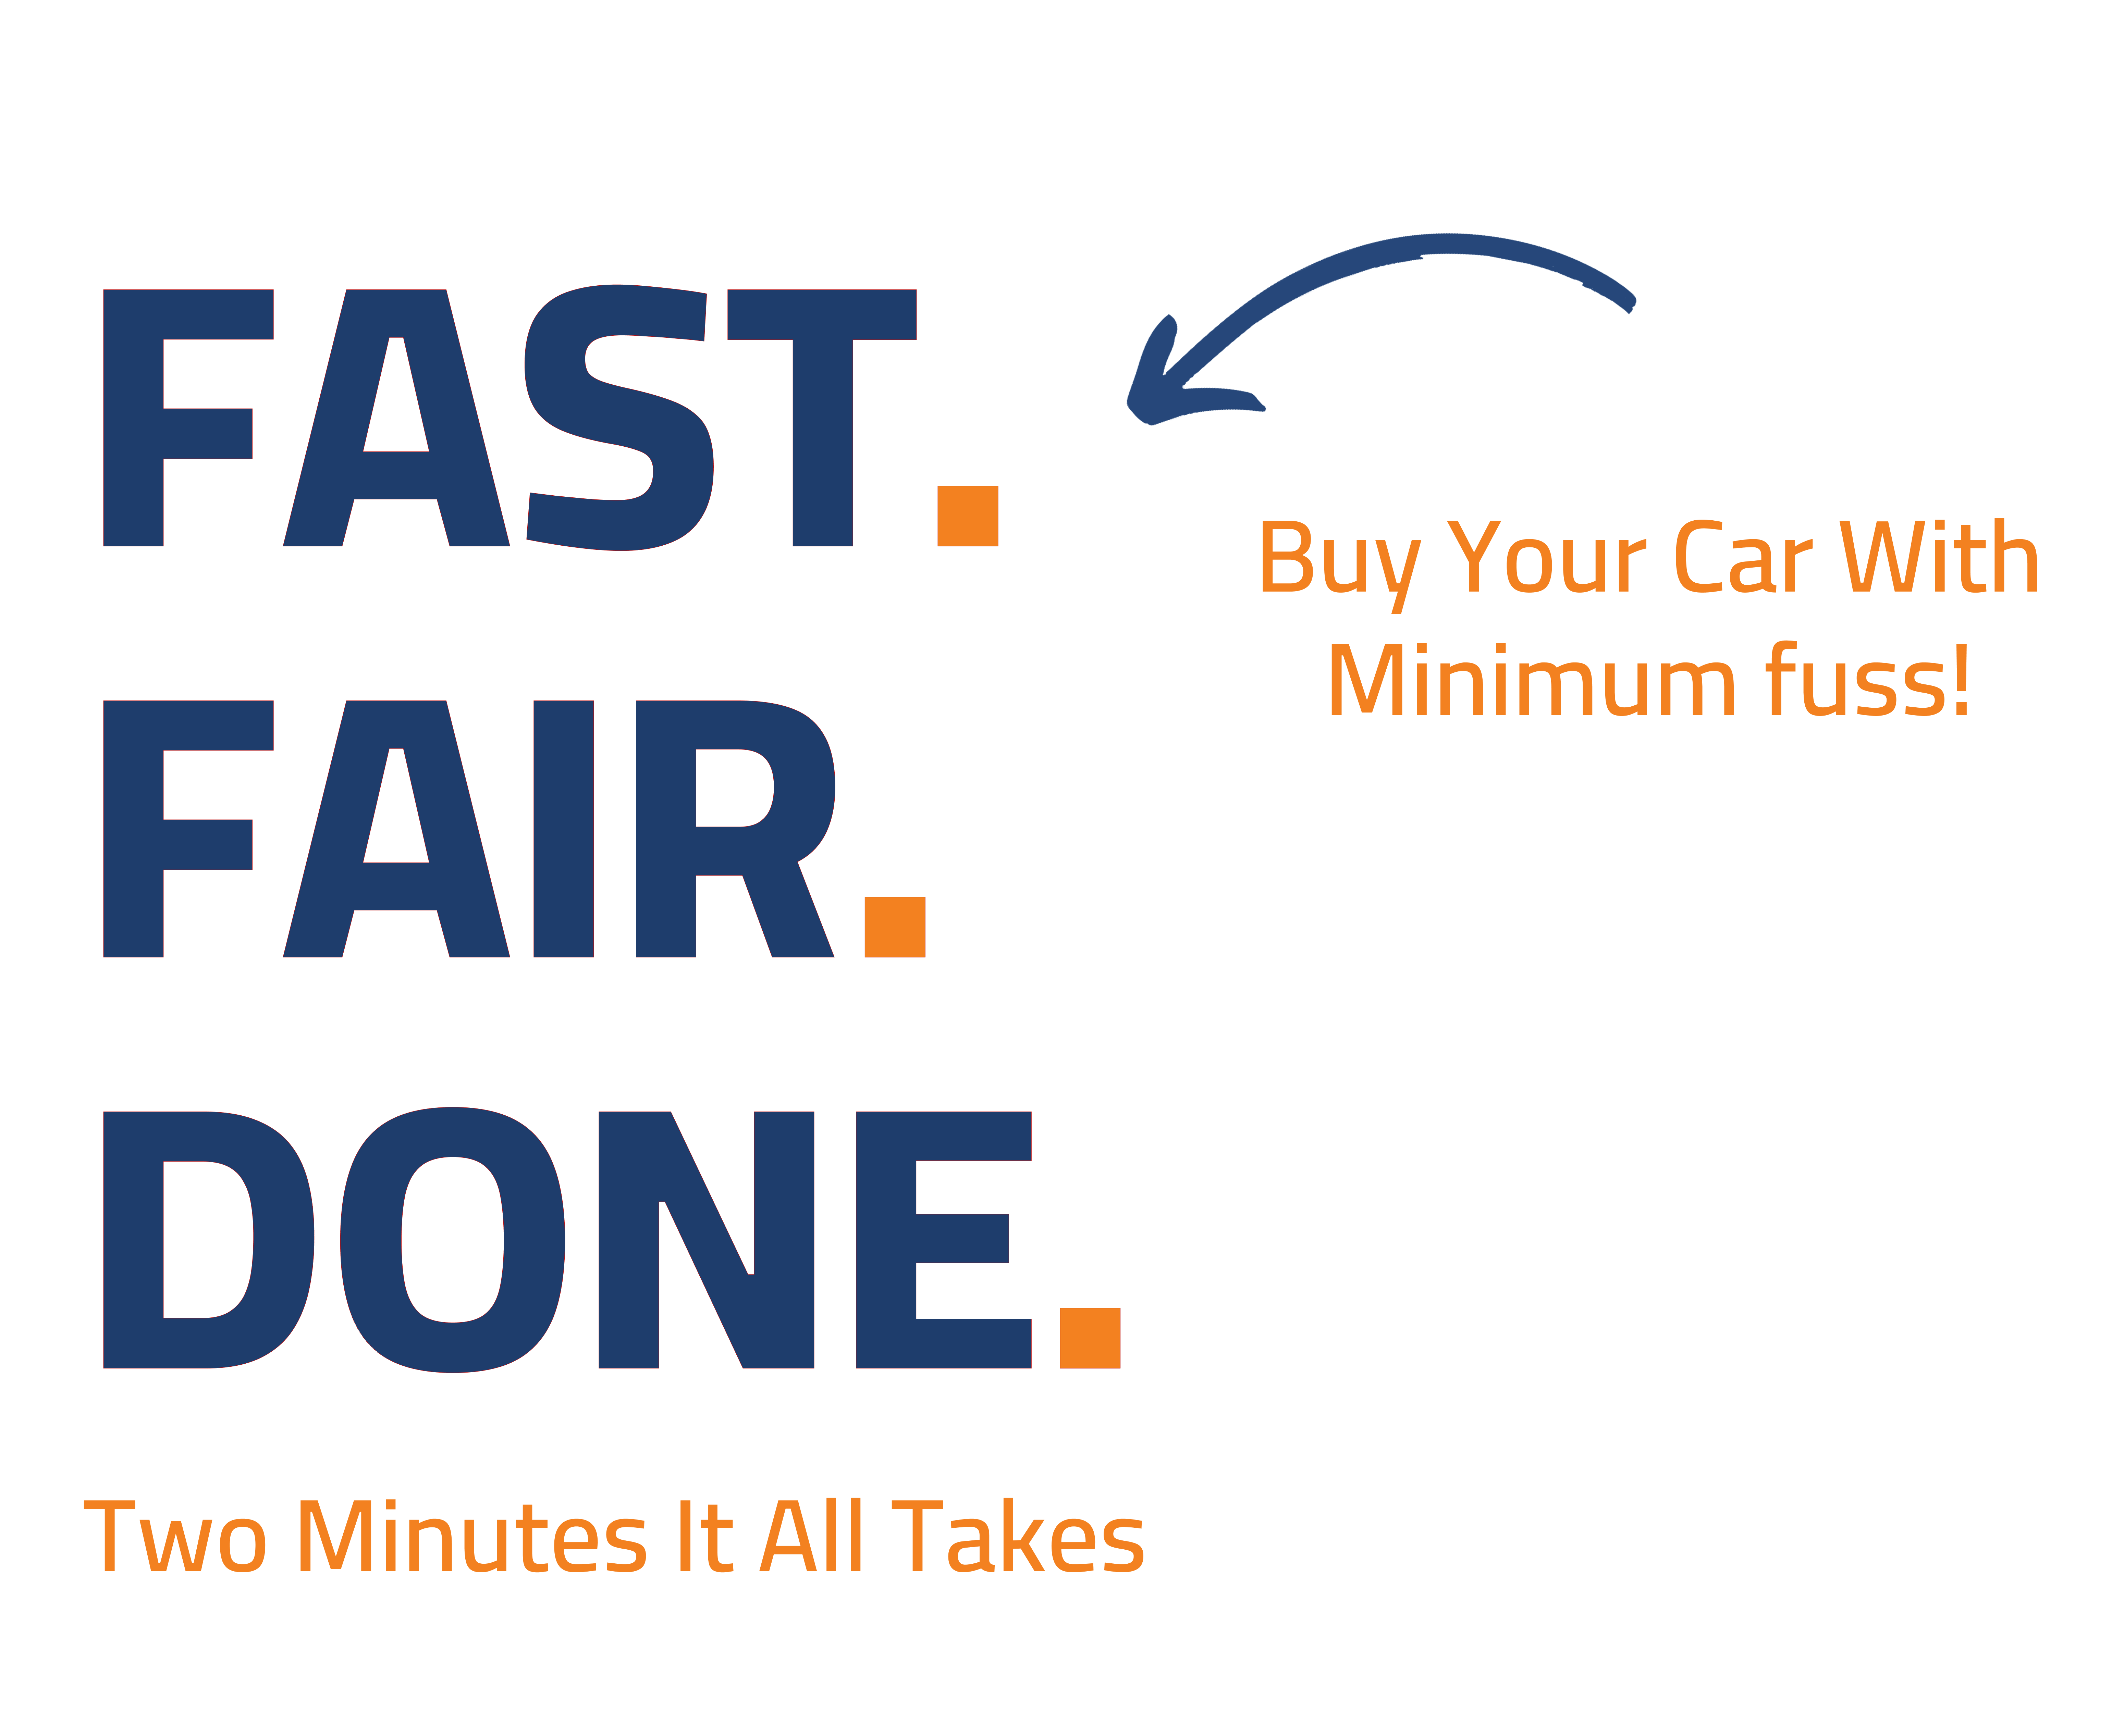 FAST.
Buy Your Car With
Minimum fuss!
FAIR.
DONE.
Two Minutes It All Takes